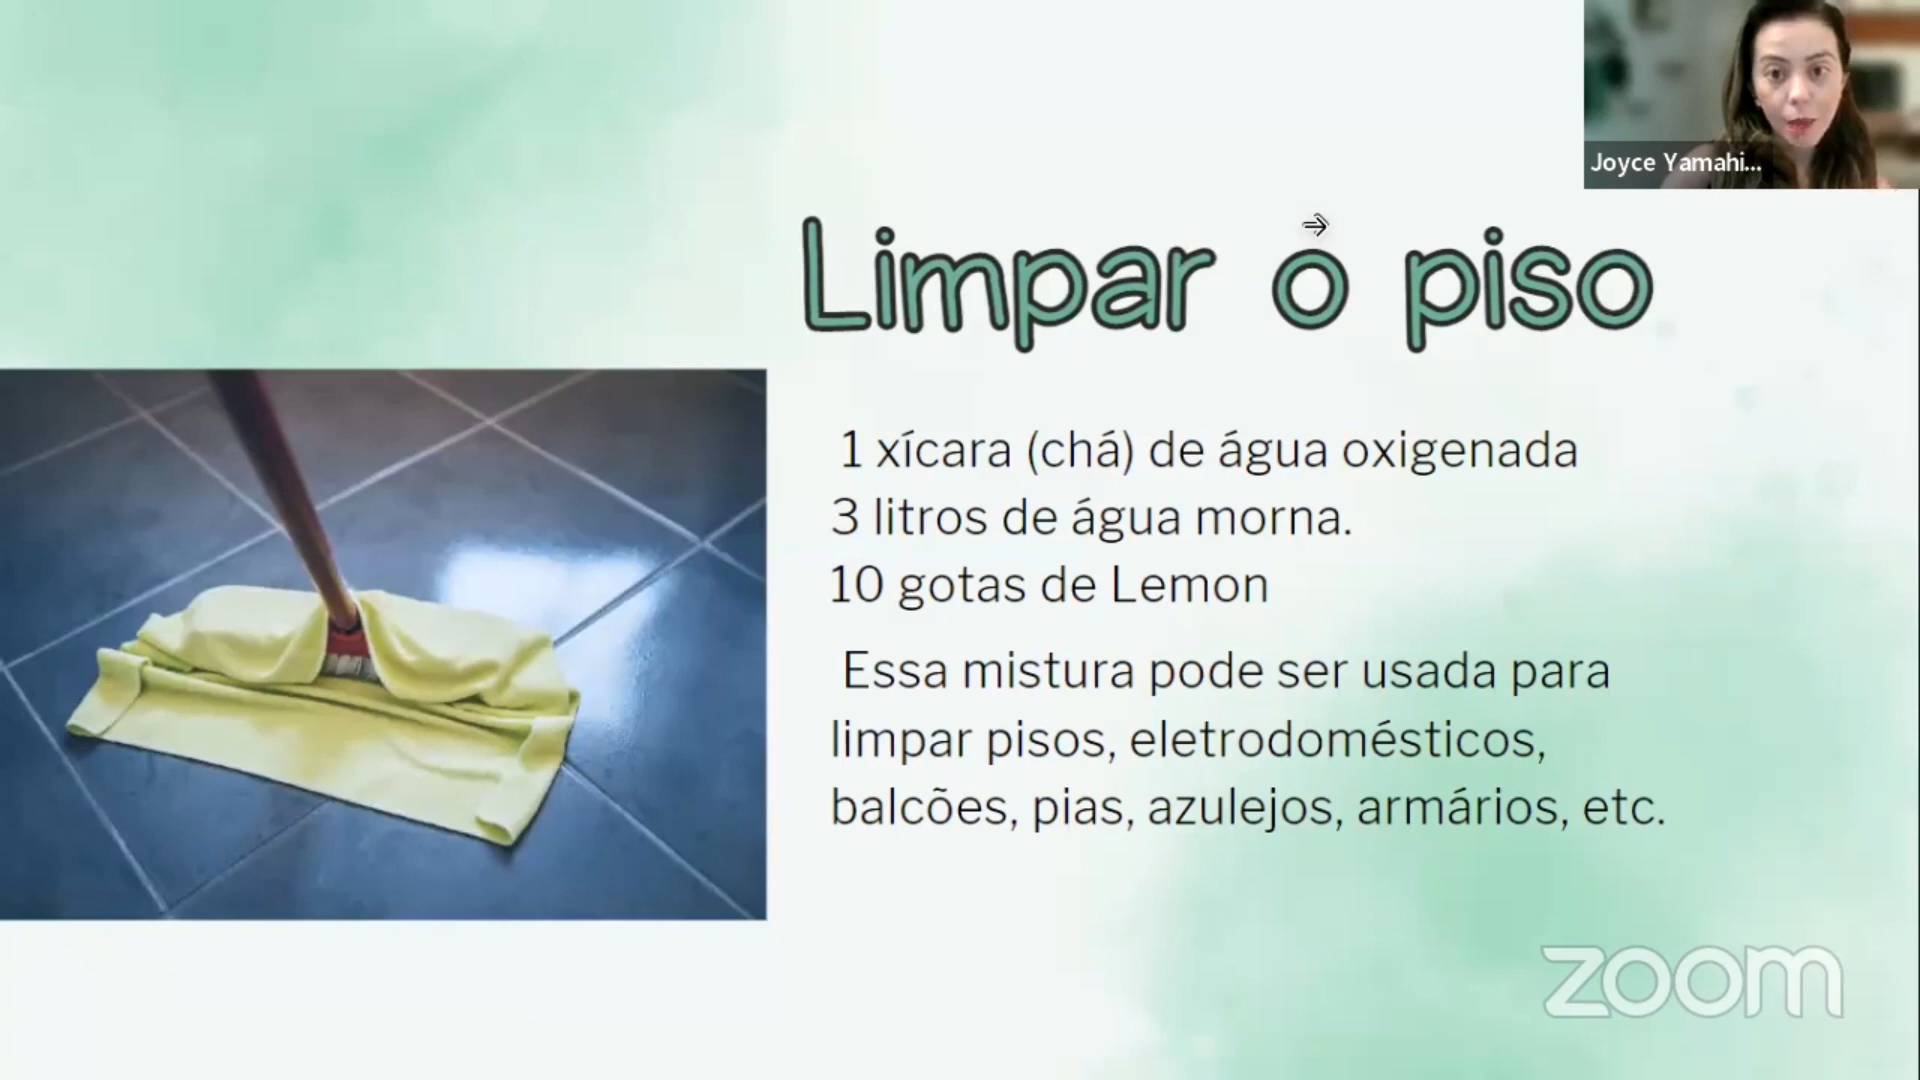 Joyce Yamahi...
Limpar o piso
1 xícara (chá) de água oxigenada
3 litros de água morna.
10 gotas de Lemon
Essa mistura pode ser usada para
limpar pisos, eletrodomésticos,
balcões, pias, azulejos, armários, etc.
zoom